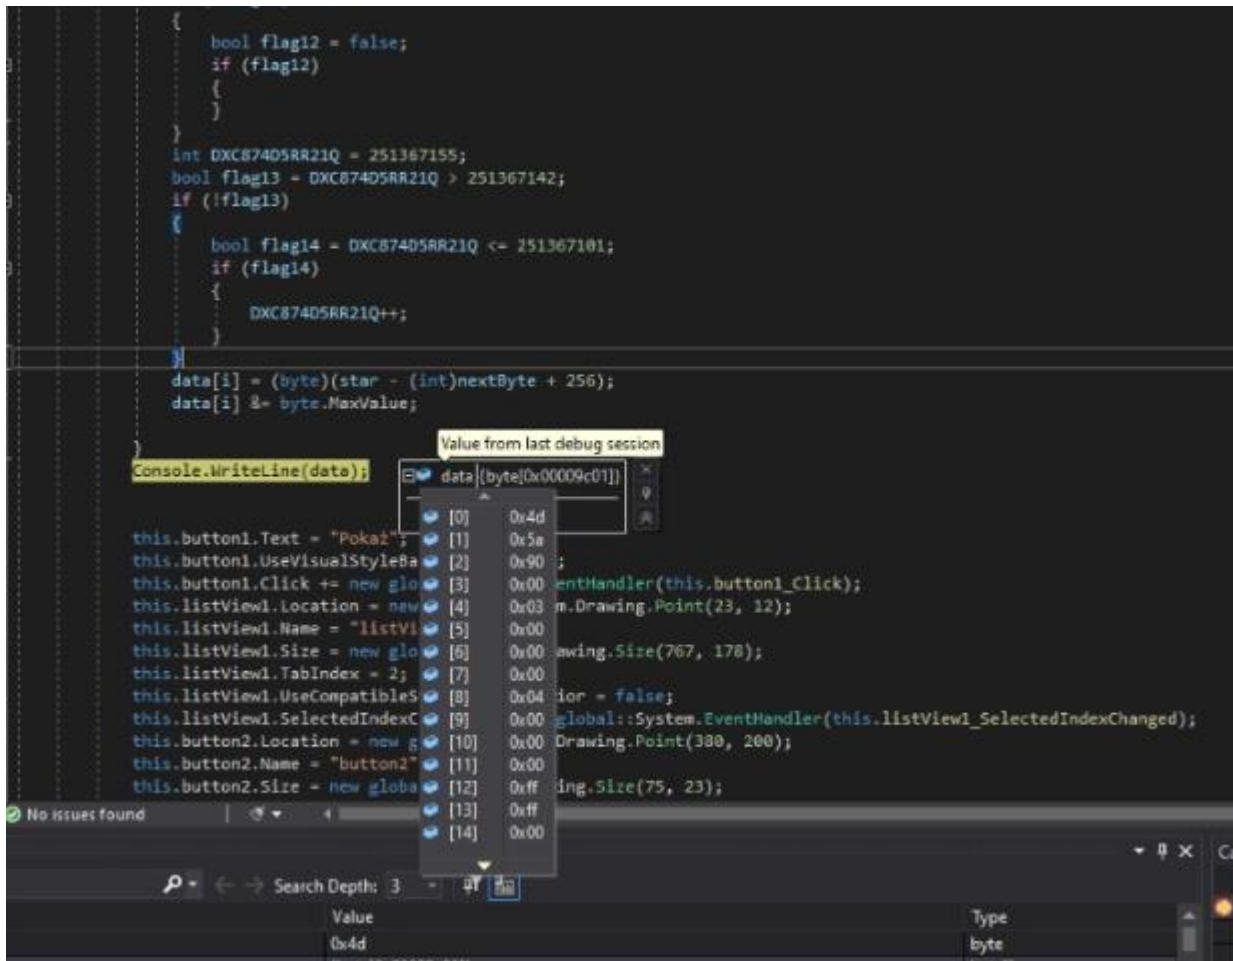 {
bool flag12 = false;
if (flag12)
{
}
}
int DXC874D5RR21Q = 251367155;
bool flag13 = DXC874D5RR21Q > 251367142;
if (!flag13)
{
bool flag14 = DXC874D5RR21Q <= 251367101;
if (flag14)
{
DXC874D5RR21Q++;
}
}
data[i] = (byte)(star - (int)nextByte + 256);
data[i] &= byte.MaxValue;
Value from last debug session
}
Console.WriteLine(data);
data {byte[0x00009c01]}
[0] 0x4d
[1] 0x5a
[2] 0x90
[3] 0x00
[4] 0x03
[5] 0x00
[6] 0x00
[7] 0x00
[8] 0x04
[9] 0x00
[10] 0x00
[11] 0x00
[12] 0xff
[13] 0xff
[14] 0x00
this.button1.Text = "Pokaż";
this.button1.UseVisualStyleBa ;
this.button1.Click += new glo entHandler(this.button1_Click);
this.listView1.Location = new m.Drawing.Point(23, 12);
this.listView1.Name = "listVi
this.listView1.Size = new glo awing.Size(767, 178);
this.listView1.TabIndex = 2;
this.listView1.UseCompatibleS ior = false;
this.listView1.SelectedIndexC global::System.EventHandler(this.listView1_SelectedIndexChanged);
this.button2.Location = new g Drawing.Point(380, 200);
this.button2.Name = "button2"
this.button2.Size = new globa ing.Size(75, 23);
No issues found
Search Depth: 3
Value Type
0x4d byte